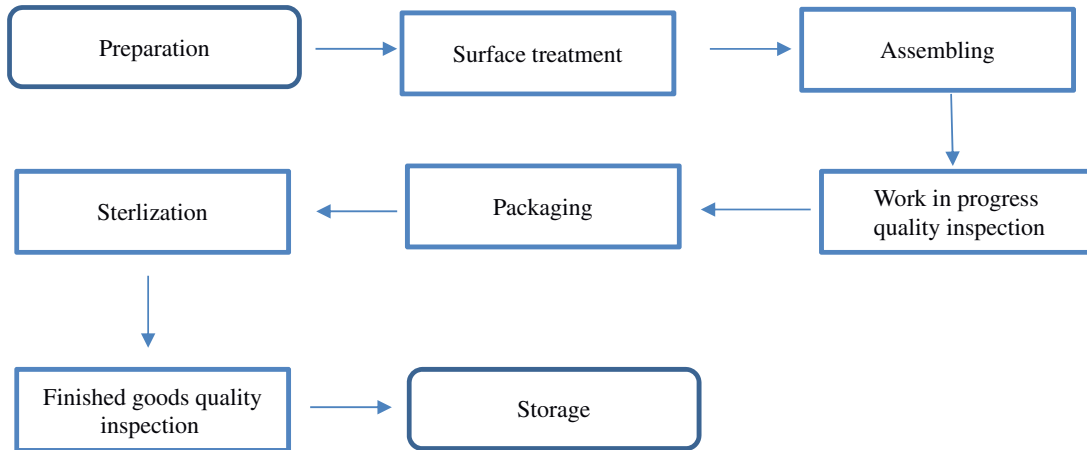 Preparation
Surface treatment
Assembling
Work in progress
quality inspection
Packaging
Sterlization
Finished goods quality
inspection
Storage